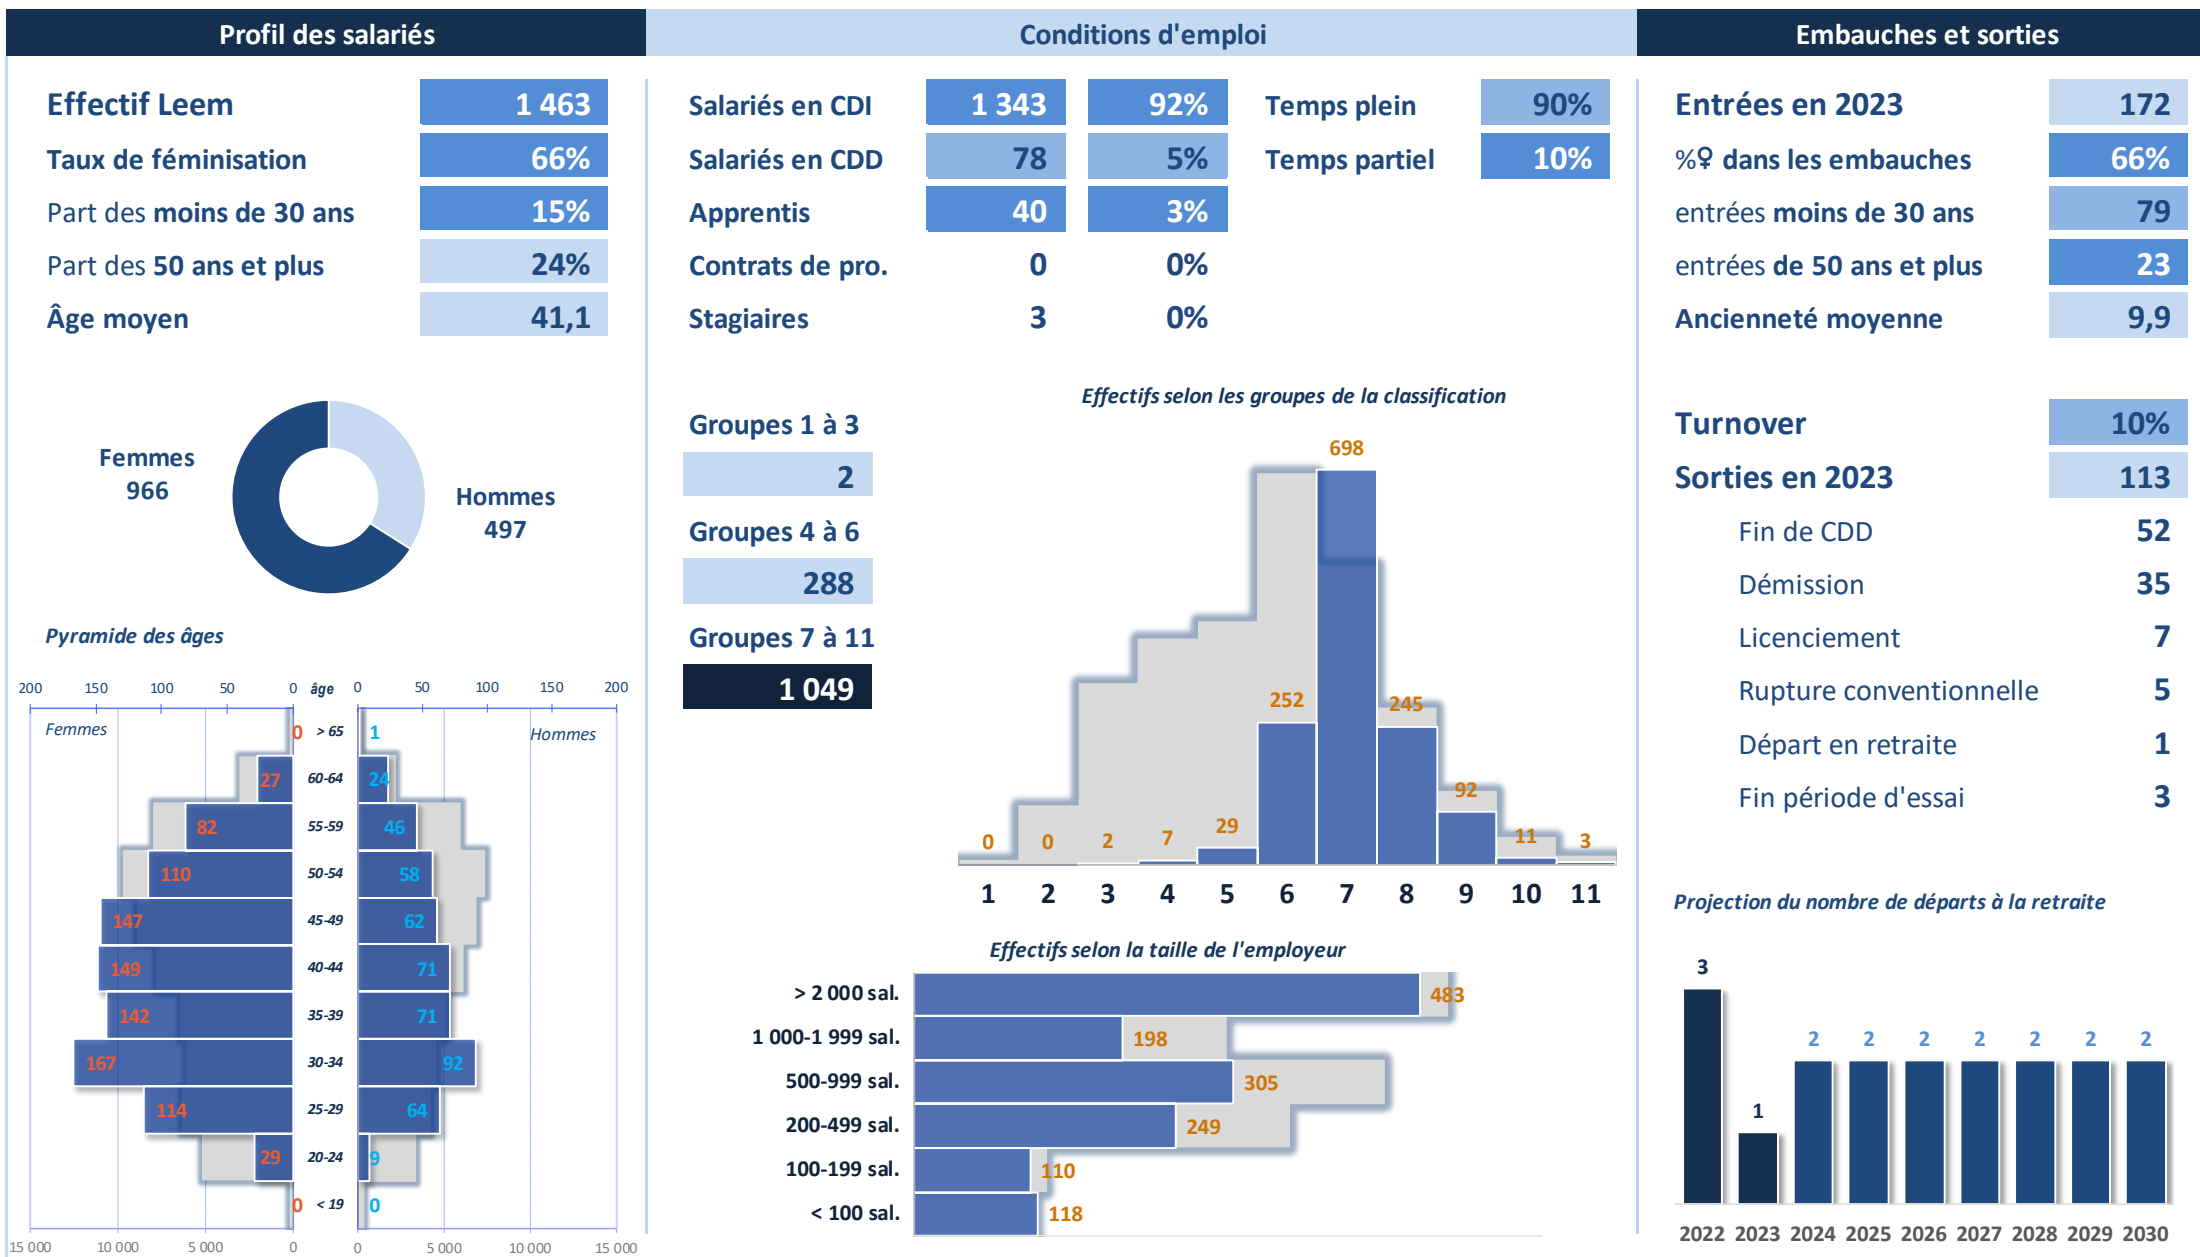 Profil des salariés
Effectif Leem 1 463
Taux de féminisation 66%
Part des moins de 30 ans 15%
Part des 50 ans et plus 24%
Âge moyen 41,1
Femmes
966
Hommes
497
Pyramide des âges
200 150 100 50 0 âge 0 50 100 150 200
Femmes Hommes
0 > 65 1
27 60-64 24
82 55-59 46
110 50-54 58
147 45-49 62
149 40-44 71
142 35-39 71
167 30-34 92
114 25-29 64
29 20-24 9
0 < 19 0
15 000 10 000 5 000 0 0 5 000 10 000 15 000
Conditions d'emploi
Salariés en CDI 1 343 92%
Salariés en CDD 78 5%
Apprentis 40 3%
Contrats de pro. 0 0%
Stagiaires 3 0%
Temps plein 90%
Temps partiel 10%
Groupes 1 à 3
2
Groupes 4 à 6
288
Groupes 7 à 11
1 049
Effectifs selon les groupes de la classification
0 0 2 7 29 252 698 245 92 11 3
1 2 3 4 5 6 7 8 9 10 11
Effectifs selon la taille de l'employeur
> 2 000 sal. 483
1 000-1 999 sal. 198
500-999 sal. 305
200-499 sal. 249
100-199 sal. 110
< 100 sal. 118
Embauches et sorties
Entrées en 2023 172
%♀ dans les embauches 66%
entrées moins de 30 ans 79
entrées de 50 ans et plus 23
Ancienneté moyenne 9,9
Turnover 10%
Sorties en 2023 113
Fin de CDD 52
Démission 35
Licenciement 7
Rupture conventionnelle 5
Départ en retraite 1
Fin période d'essai 3
Projection du nombre de départs à la retraite
3 1 2 2 2 2 2 2 2
2022 2023 2024 2025 2026 2027 2028 2029 2030